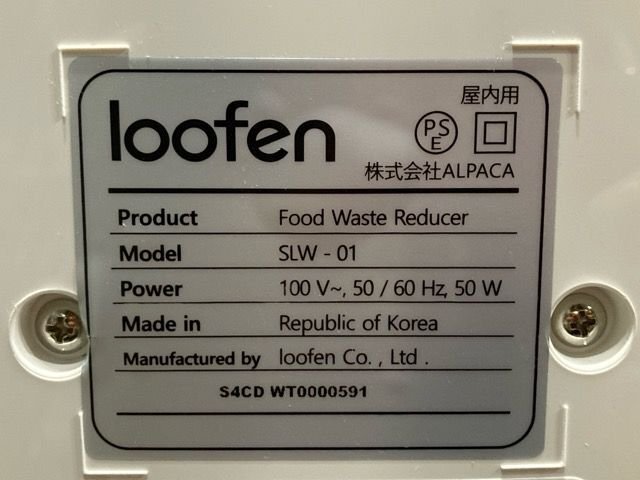 loofen
屋内用
PS
E
株式会社ALPACA
Product Food Waste Reducer
Model SLW - 01
Power 100 V~, 50 / 60 Hz, 50 W
Made in Republic of Korea
Manufactured by loofen Co. , Ltd .
S4CD WT0000591